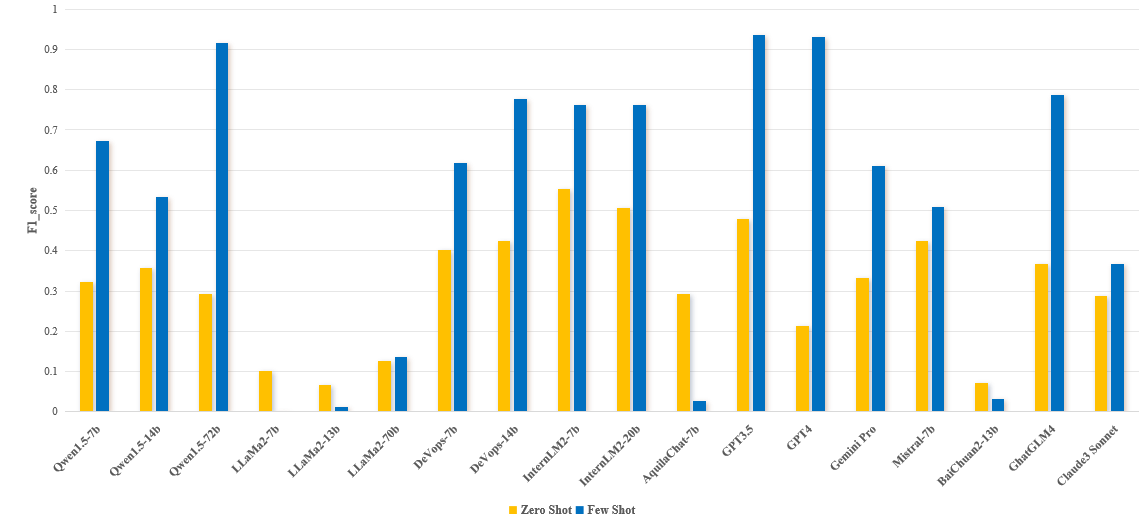 1
0.9
0.8
0.7
0.6
0.5
0.4
0.3
0.2
0.1
0
F1_score
Qwen1.5-7b
Qwen1.5-14b
Qwen1.5-72b
LLaMa2-7b
LLaMa2-13b
LLaMa2-70b
DeVops-7b
DeVops-14b
InternLM2-7b
InternLM2-20b
AquilaChat-7b
GPT3.5
GPT4
Gemini Pro
Mistral-7b
BaiChuan2-13b
GhatGLM4
Claude3 Sonnet
Zero Shot Few Shot